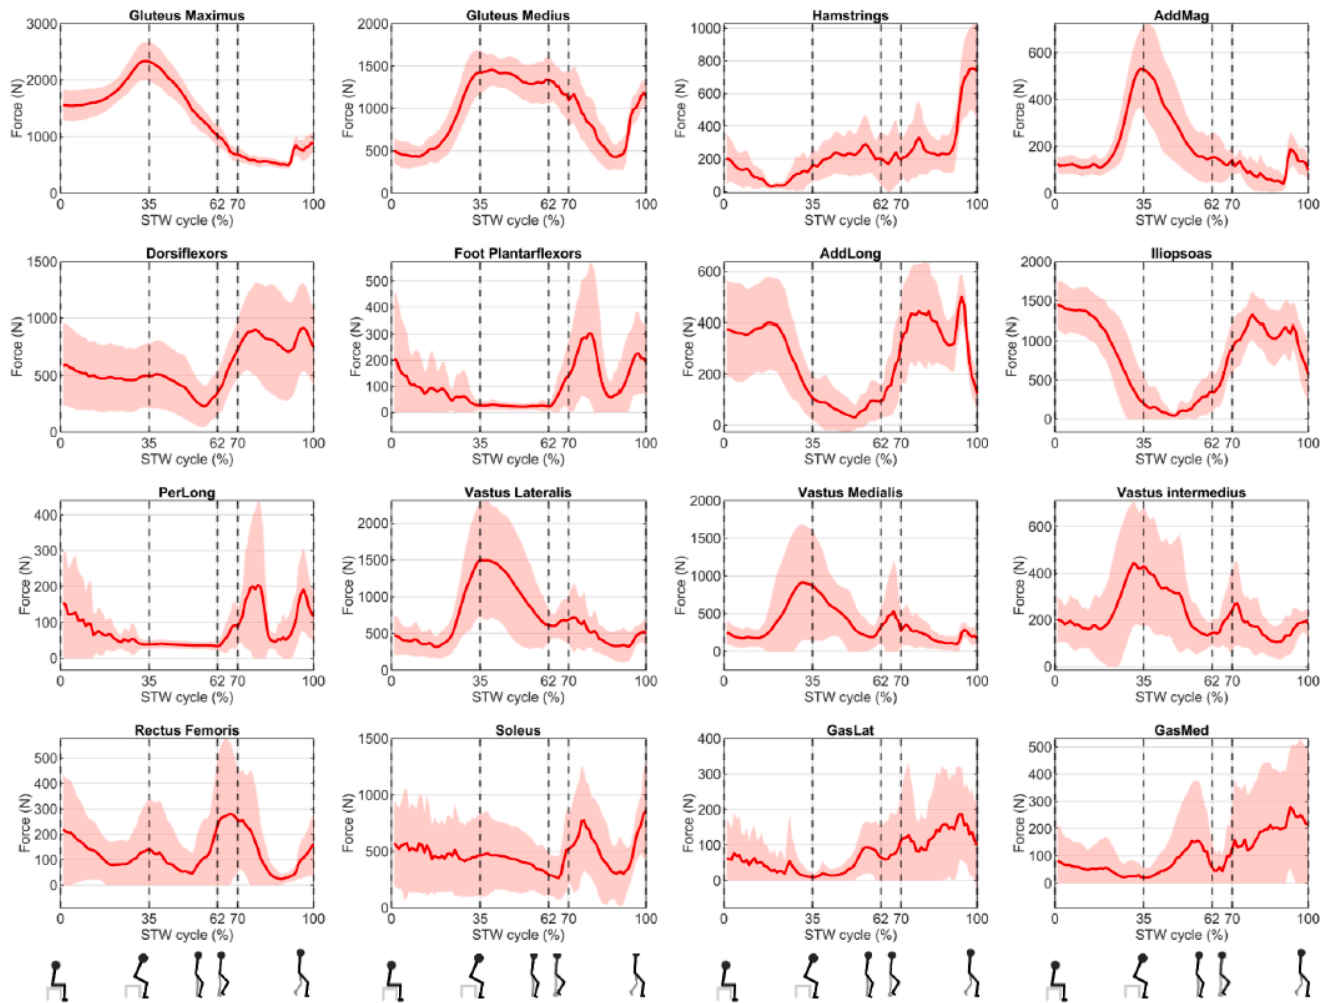 Gluteus Maximus
3000
2000
1000
0
Force (N)
0 35 62 70 100
STW cycle (%)
Gluteus Medius
2000
1500
1000
500
0
Force (N)
0 35 62 70 100
STW cycle (%)
Hamstrings
1000
800
600
400
200
0
Force (N)
0 35 62 70 100
STW cycle (%)
AddMag
600
400
200
0
Force (N)
0 35 62 70 100
STW cycle (%)
Dorsiflexors
1500
1000
500
0
Force (N)
0 35 62 70 100
STW cycle (%)
Foot Plantarflexors
500
400
300
200
100
0
Force (N)
0 35 62 70 100
STW cycle (%)
AddLong
600
400
200
0
Force (N)
0 35 62 70 100
STW cycle (%)
Iliopsoas
2000
1500
1000
500
0
Force (N)
0 35 62 70 100
STW cycle (%)
PerLong
400
300
200
100
0
Force (N)
0 35 62 70 100
STW cycle (%)
Vastus Lateralis
2000
1500
1000
500
0
Force (N)
0 35 62 70 100
STW cycle (%)
Vastus Medialis
2000
1500
1000
500
0
Force (N)
0 35 62 70 100
STW cycle (%)
Vastus intermedius
600
400
200
0
Force (N)
0 35 62 70 100
STW cycle (%)
Rectus Femoris
500
400
300
200
100
0
Force (N)
0 35 62 70 100
STW cycle (%)
Soleus
1500
1000
500
0
Force (N)
0 35 62 70 100
STW cycle (%)
GasLat
400
300
200
100
0
Force (N)
0 35 62 70 100
STW cycle (%)
GasMed
500
400
300
200
100
0
Force (N)
0 35 62 70 100
STW cycle (%)